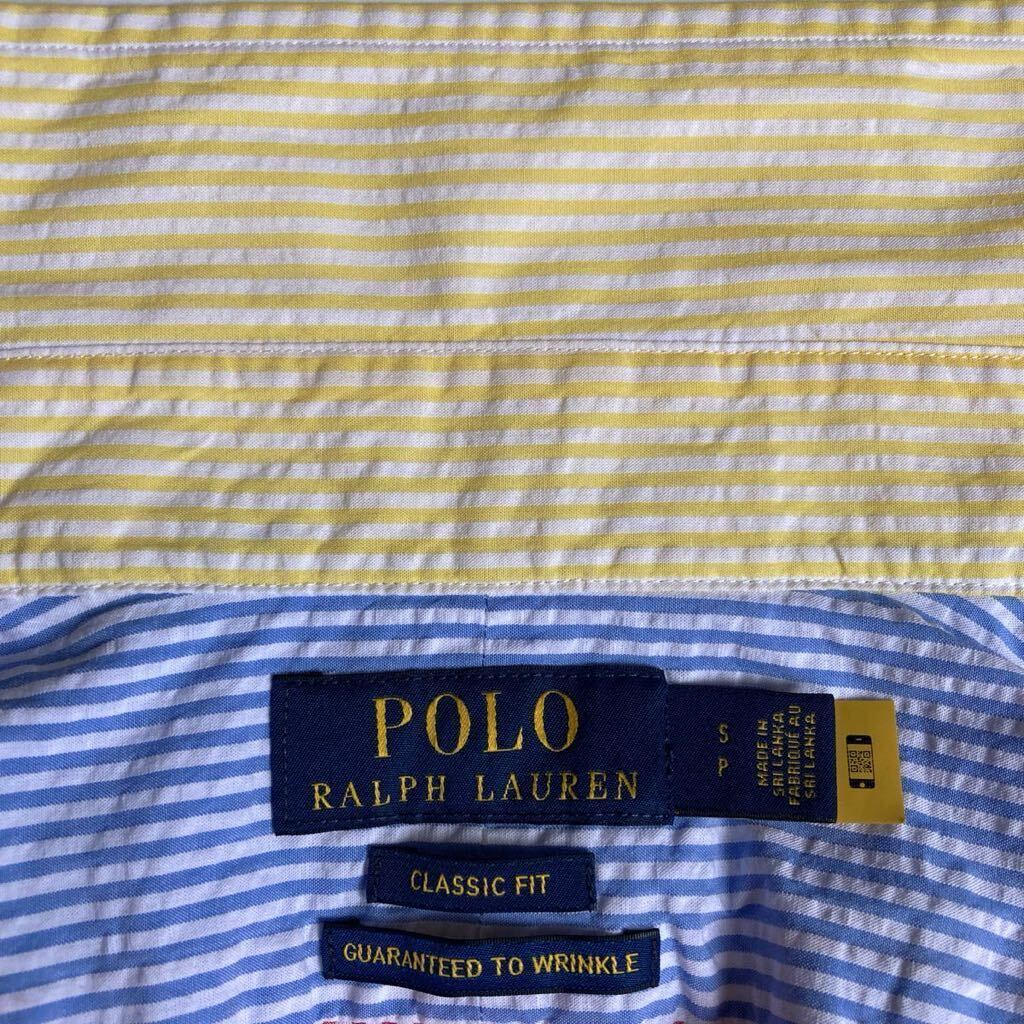 POLO
RALPH LAUREN
S
P
MADE IN
SRI LANKA
FABRIQUÉ AU
SRI LANKA
CLASSIC FIT
GUARANTEED TO WRINKLE